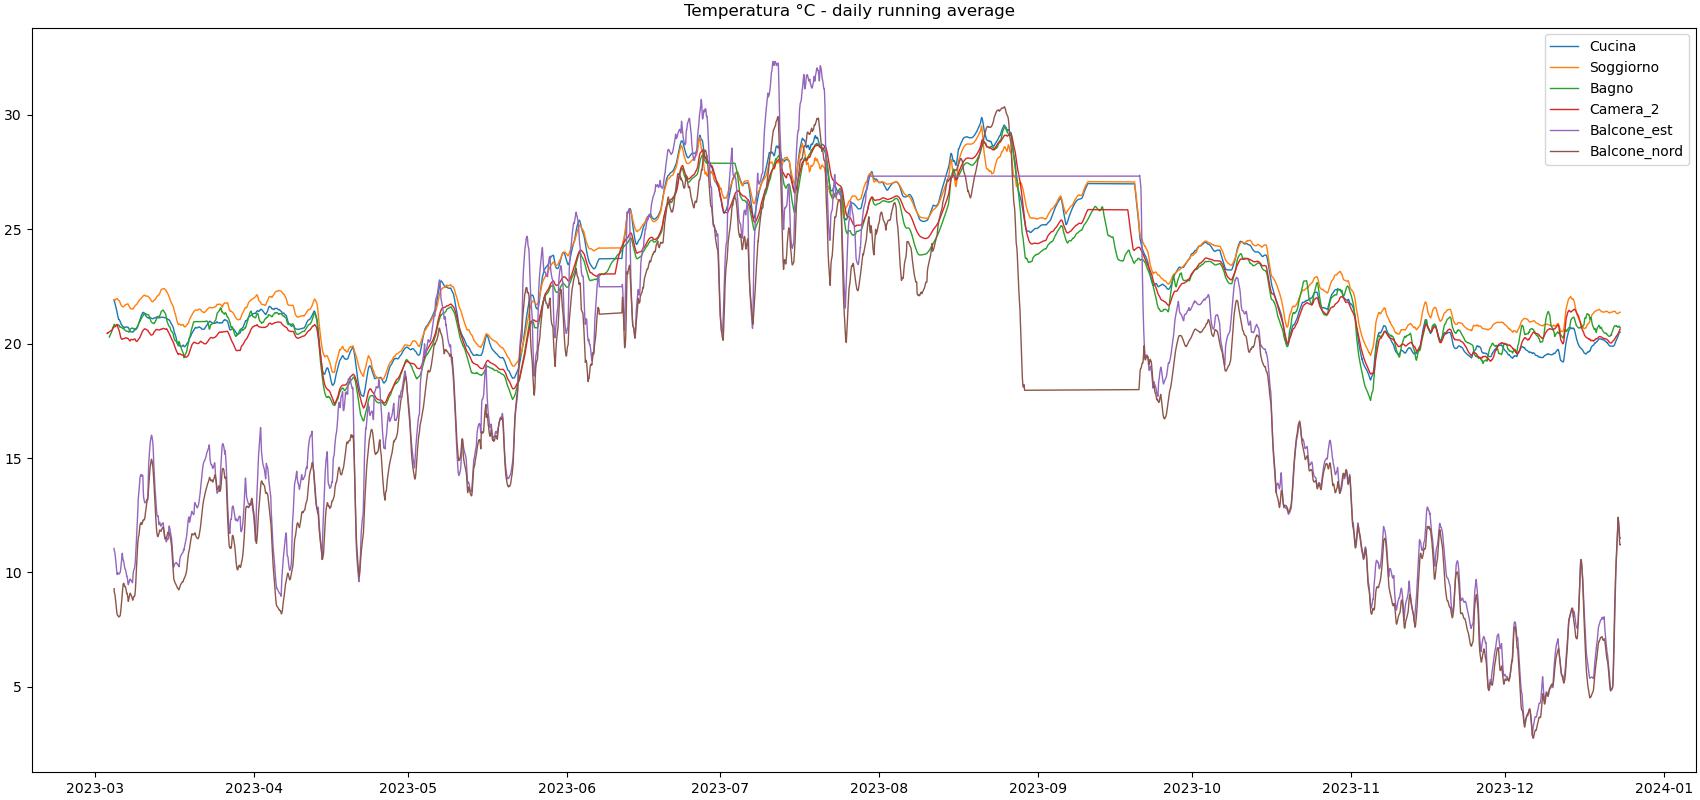 Temperatura °C - daily running average
Cucina
Soggiorno
Bagno
Camera_2
Balcone_est
Balcone_nord
30
25
20
15
10
5
2023-03 2023-04 2023-05 2023-06 2023-07 2023-08 2023-09 2023-10 2023-11 2023-12 2024-01